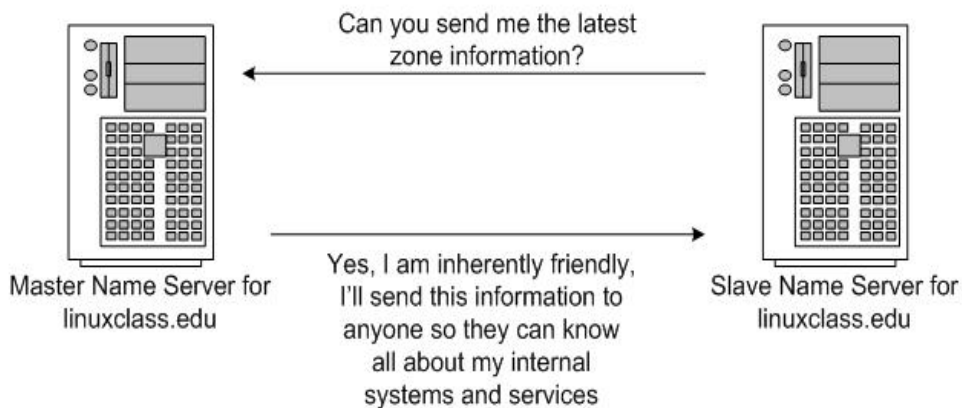 Can you send me the latest
zone information?
Master Name Server for
linuxclass.edu
Yes, I am inherently friendly,
I'll send this information to
anyone so they can know
all about my internal
systems and services
Slave Name Server for
linuxclass.edu